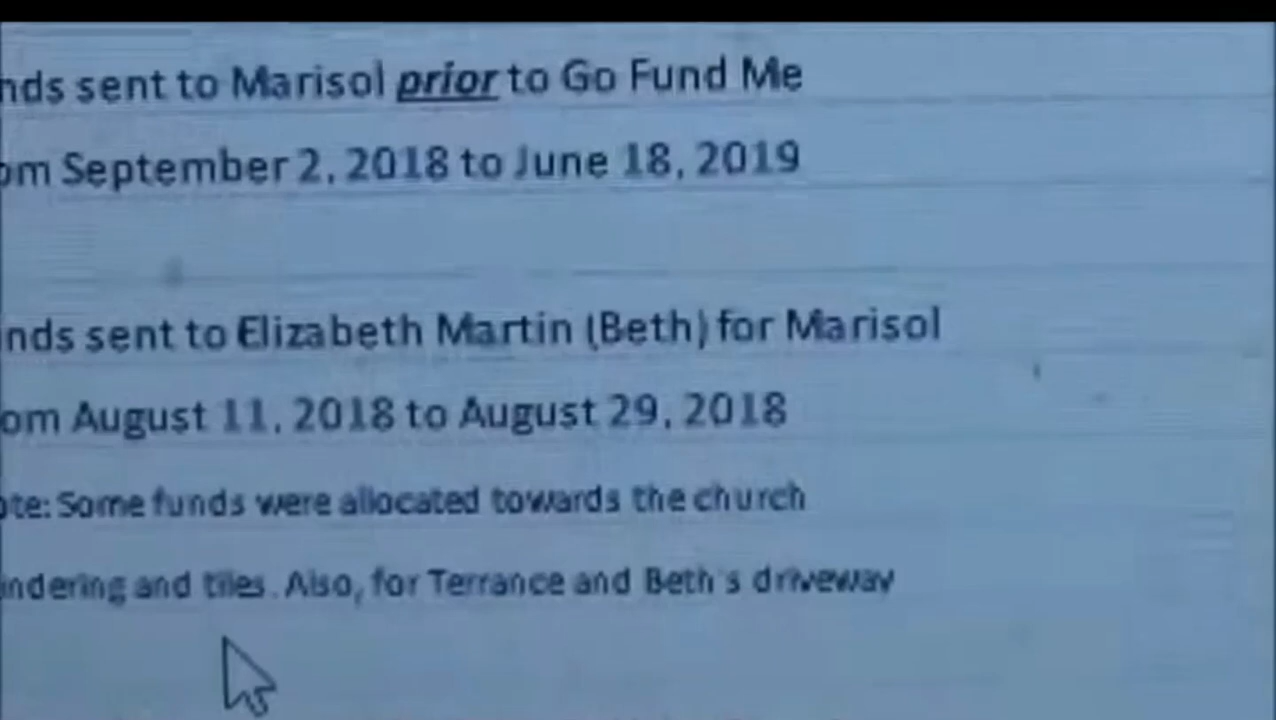 nds sent to Marisol prior to Go Fund Me
om September 2, 2018 to June 18, 2019
nds sent to Elizabeth Martin (Beth) for Marisol
om August 11, 2018 to August 29, 2018
ote: Some funds were allocated towards the church
indering and tiles. Also, for Terrance and Beth's driveway